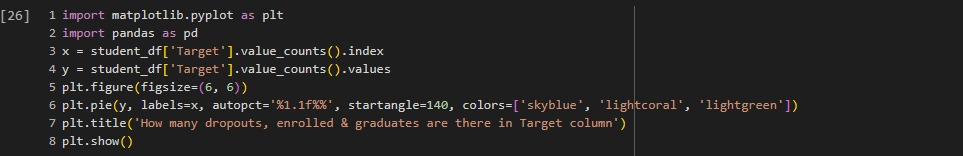 [26] 1 import matplotlib.pyplot as plt
2 import pandas as pd
3 x = student_df['Target'].value_counts().index
4 y = student_df['Target'].value_counts().values
5 plt.figure(figsize=(6, 6))
6 plt.pie(y, labels=x, autopct='%1.1f%%', startangle=140, colors=['skyblue', 'lightcoral', 'lightgreen'])
7 plt.title('How many dropouts, enrolled & graduates are there in Target column')
8 plt.show()